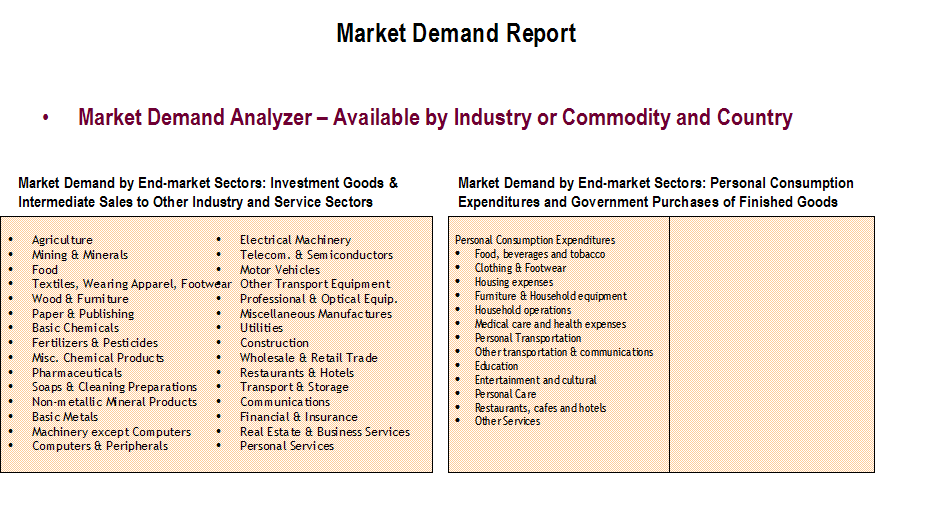 Market Demand Report
• Market Demand Analyzer – Available by Industry or Commodity and Country
Market Demand by End-market Sectors: Investment Goods &
Intermediate Sales to Other Industry and Service Sectors
• Agriculture
• Mining & Minerals
• Food
• Textiles, Wearing Apparel, Footwear
• Wood & Furniture
• Paper & Publishing
• Basic Chemicals
• Fertilizers & Pesticides
• Misc. Chemical Products
• Pharmaceuticals
• Soaps & Cleaning Preparations
• Non-metallic Mineral Products
• Basic Metals
• Machinery except Computers
• Computers & Peripherals
• Electrical Machinery
• Telecom. & Semiconductors
• Motor Vehicles
• Other Transport Equipment
• Professional & Optical Equip.
• Miscellaneous Manufactures
• Utilities
• Construction
• Wholesale & Retail Trade
• Restaurants & Hotels
• Transport & Storage
• Communications
• Financial & Insurance
• Real Estate & Business Services
• Personal Services
Market Demand by End-market Sectors: Personal Consumption
Expenditures and Government Purchases of Finished Goods
Personal Consumption Expenditures
• Food, beverages and tobacco
• Clothing & Footwear
• Housing expenses
• Furniture & Household equipment
• Household operations
• Medical care and health expenses
• Personal Transportation
• Other transportation & communications
• Education
• Entertainment and cultural
• Personal Care
• Restaurants, cafes and hotels
• Other Services